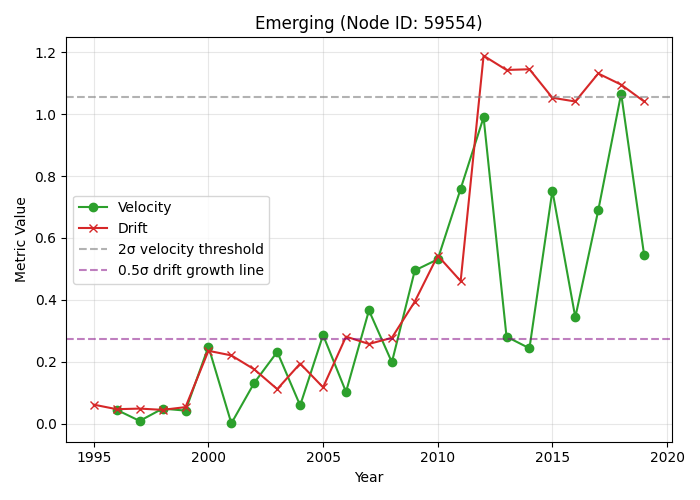 Emerging (Node ID: 59554)
Metric Value
1.2
1.0
0.8
0.6
0.4
0.2
0.0
Velocity
Drift
2σ velocity threshold
0.5σ drift growth line
1995 2000 2005 2010 2015 2020
Year